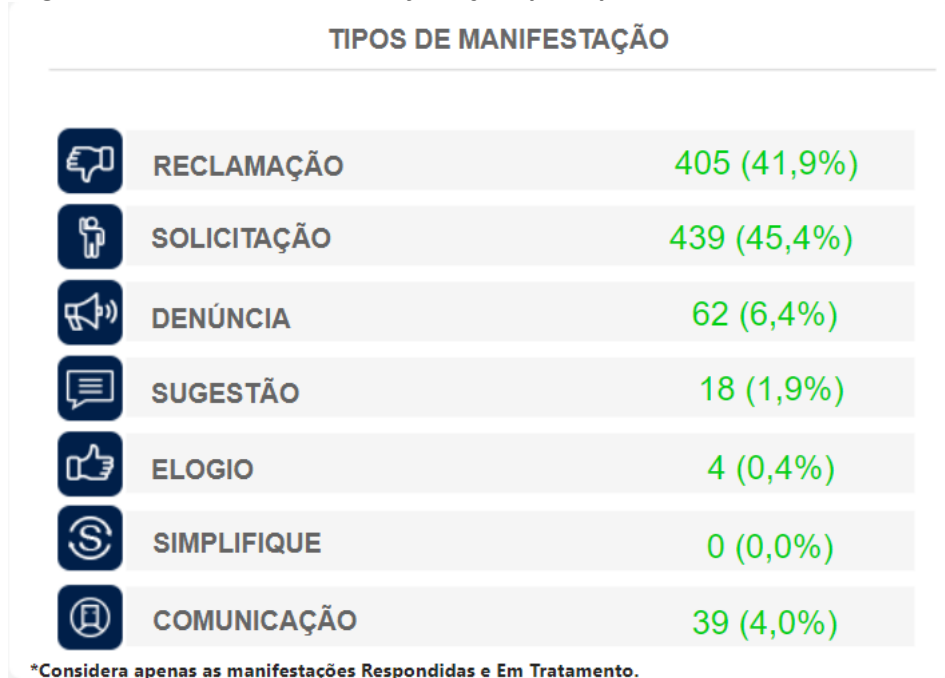 TIPOS DE MANIFESTAÇÃO
RECLAMAÇÃO 405 (41,9%)
SOLICITAÇÃO 439 (45,4%)
DENÚNCIA 62 (6,4%)
SUGESTÃO 18 (1,9%)
ELOGIO 4 (0,4%)
SIMPLIFIQUE 0 (0,0%)
COMUNICAÇÃO 39 (4,0%)
*Considera apenas as manifestações Respondidas e Em Tratamento.